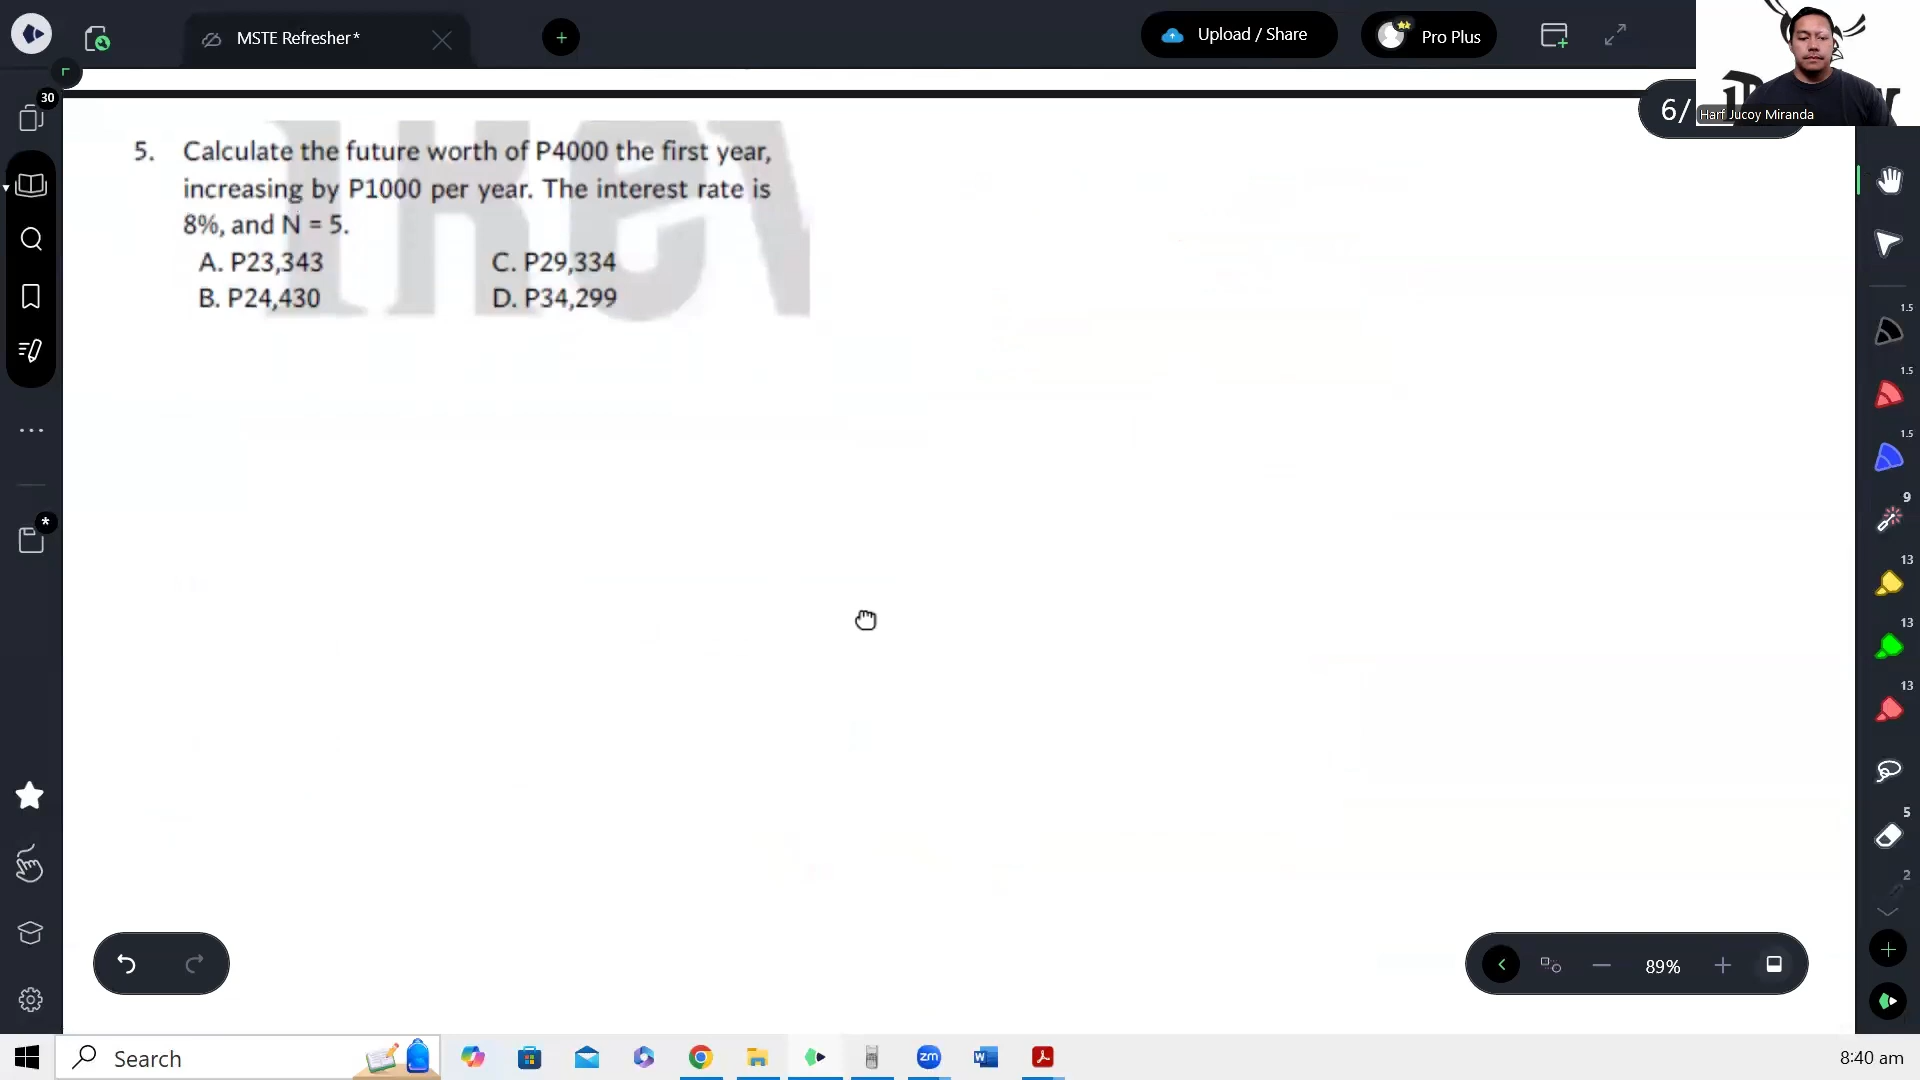 30
MSTE Refresher*
Upload / Share
Pro Plus
6/
Harf Jucoy Miranda
5. Calculate the future worth of P4000 the first year,
increasing by P1000 per year. The interest rate is
8%, and N = 5.
A. P23,343 C. P29,334
B. P24,430 D. P34,299
1.5
1.5
1.5
9
13
13
13
5
2
89%
Search
zm
8:40 am